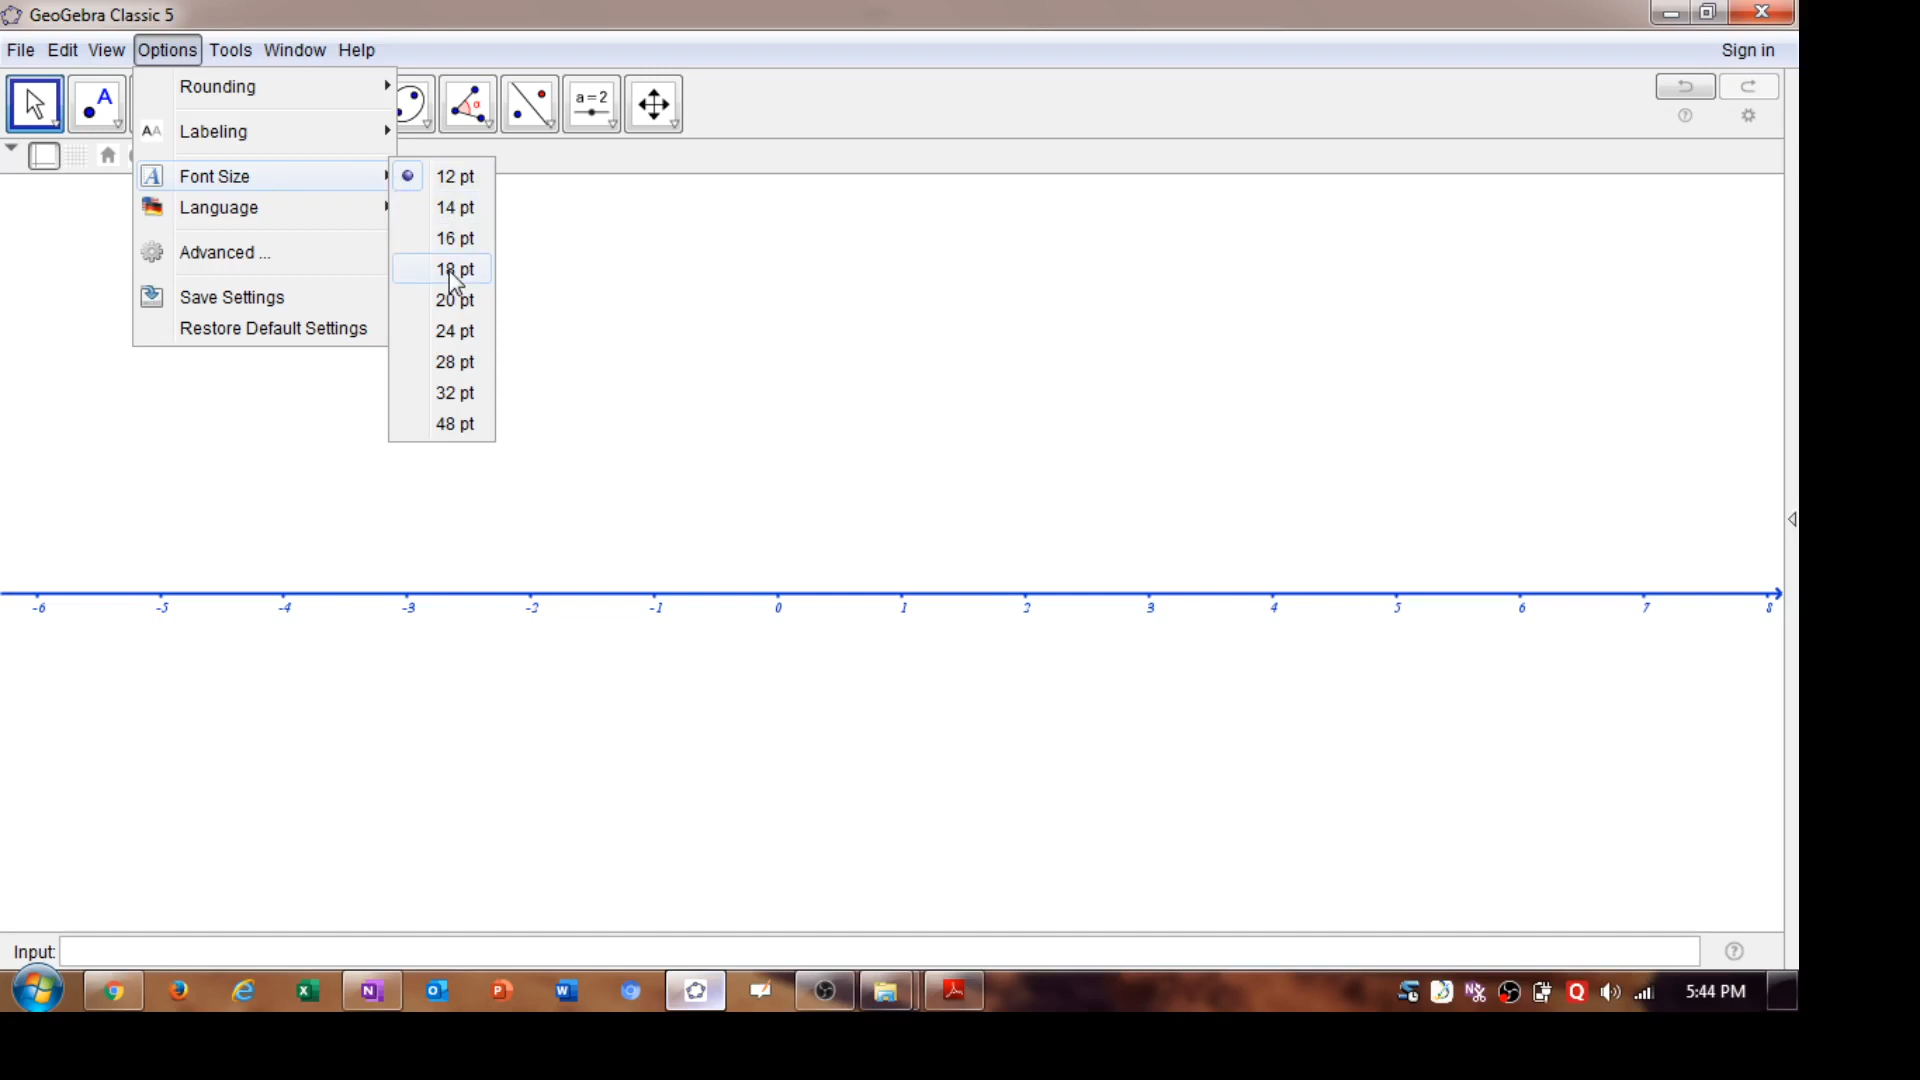 GeoGebra Classic 5
File Edit View Options Tools Window Help Sign in
A α a=2
Rounding
AA Labeling
A Font Size
Language
Advanced ...
Save Settings
Restore Default Settings
12 pt
14 pt
16 pt
18 pt
20 pt
24 pt
28 pt
32 pt
48 pt
-6 -5 -4 -3 -2 -1 0 1 2 3 4 5 6 7 8
Input:
5:44 PM